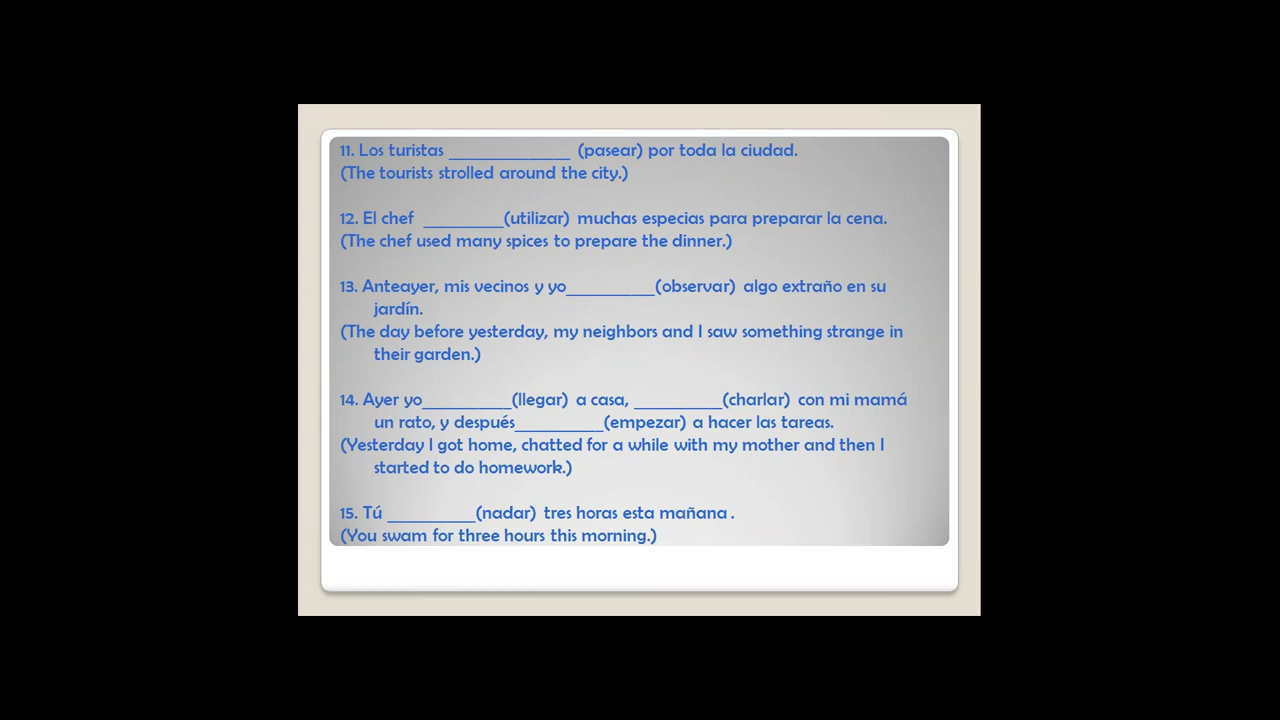 11. Los turistas ______________ (pasear) por toda la ciudad.
(The tourists strolled around the city.)
12. El chef _________(utilizar) muchas especias para preparar la cena.
(The chef used many spices to prepare the dinner.)
13. Anteayer, mis vecinos y yo__________(observar) algo extraño en su
jardín.
(The day before yesterday, my neighbors and I saw something strange in
their garden.)
14. Ayer yo__________(llegar) a casa, __________(charlar) con mi mamá
un rato, y después__________(empezar) a hacer las tareas.
(Yesterday I got home, chatted for a while with my mother and then I
started to do homework.)
15. Tú __________(nadar) tres horas esta mañana .
(You swam for three hours this morning.)